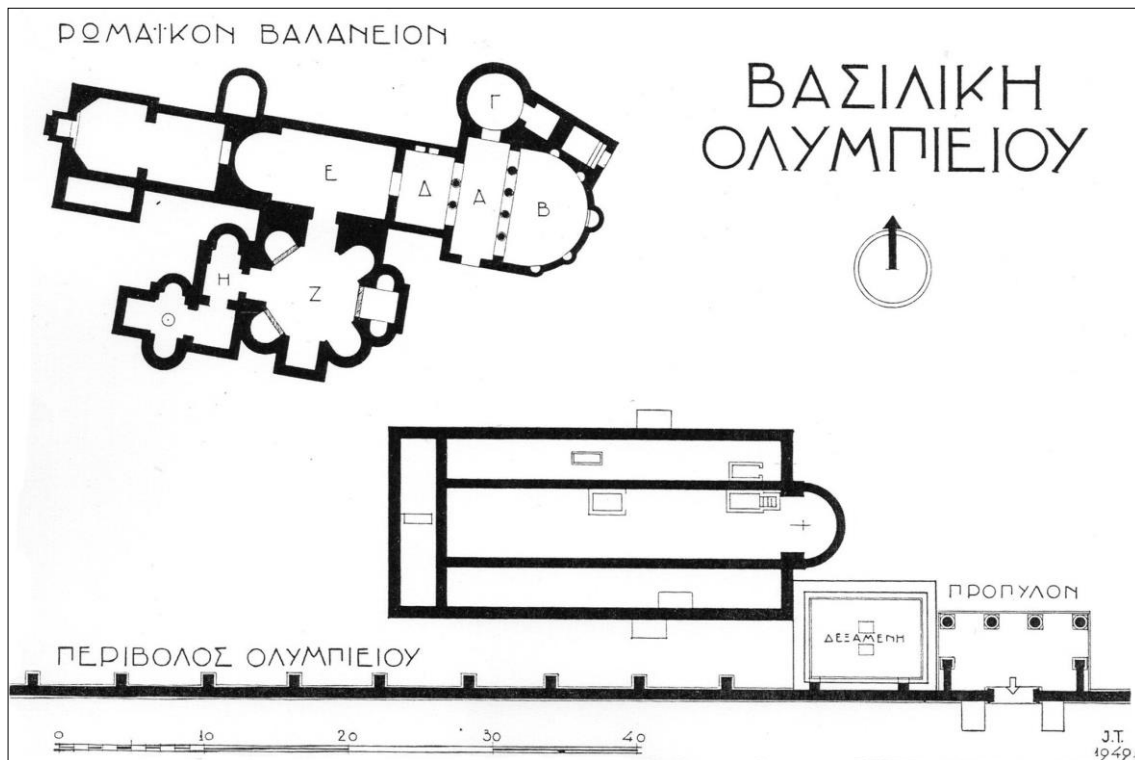 ΡΩΜΑΪΚΟΝ ΒΑΛΑΝΕΙΟΝ
ΒΑΣΙΛΙΚΗ
ΟΛΥΜΠΙΕΙΟΥ
Γ
Ε
Δ
Α
Β
Η
Ζ
ΠΡΟΠΥΛΟΝ
ΔΕΞΑΜΕΝΗ
ΠΕΡΙΒΟΛΟΣ ΟΛΥΜΠΙΕΙΟΥ
0 10 20 30 40
J.T.
1949.